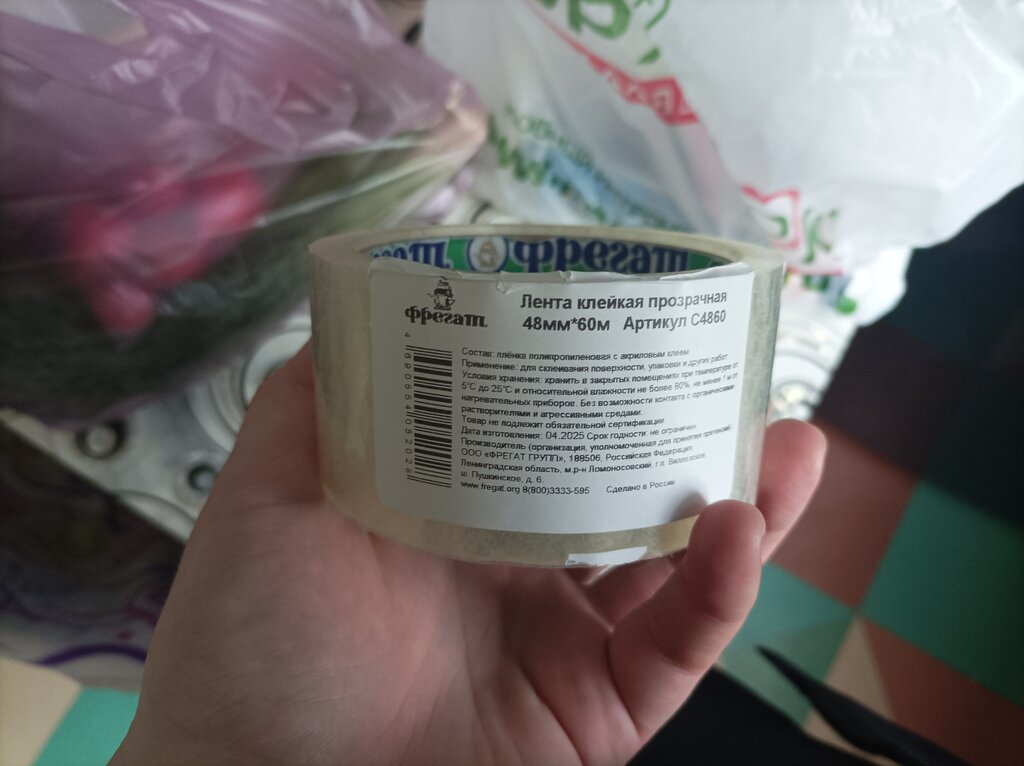 Фрегат
Фрегат
Лента клейкая прозрачная
48мм*60м Артикул С4860
Состав: плёнка полипропиленовая с акриловым клеем
Применение: для склеивания поверхности, упаковки и других работ
Условия хранения: хранить в закрытых помещениях при температуре от
5°С до 25°С и относительной влажности не более 80%, не менее 1 м от
нагревательных приборов. Без возможности контакта с органическими
растворителями и агрессивными средами.
Товар не подлежит обязательной сертификации
Дата изготовления: 04.2025 Срок годности: не ограничен
Производитель (организация, уполномоченная для принятия претензий)
ООО «ФРЕГАТ ГРУПП», 188506, Российская Федерация,
Ленинградская область, м.р-н Ломоносовский, г.п. Виллозское,
ш. Пушкинское, д. 6.
www.fregat.org 8(800)3333-595 Сделано в России